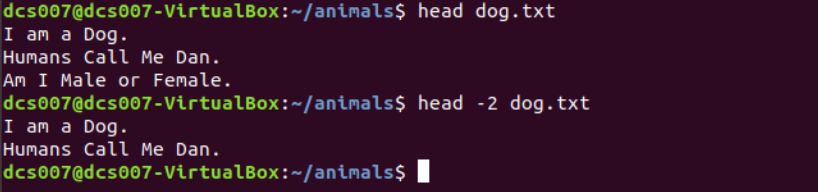 dcs007@dcs007-VirtualBox:~/animals$ head dog.txt
I am a Dog.
Humans Call Me Dan.
Am I Male or Female.
dcs007@dcs007-VirtualBox:~/animals$ head -2 dog.txt
I am a Dog.
Humans Call Me Dan.
dcs007@dcs007-VirtualBox:~/animals$